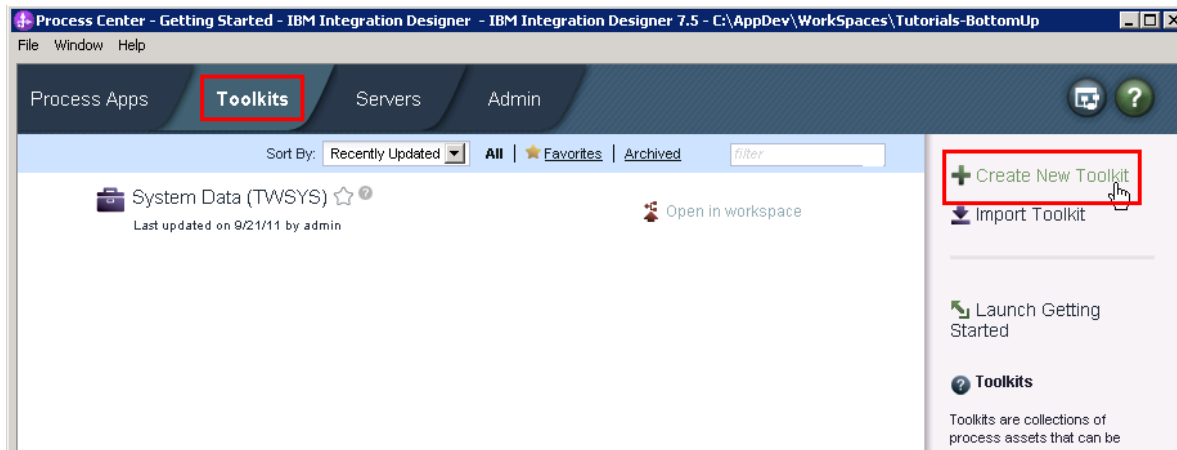 Process Center - Getting Started - IBM Integration Designer - IBM Integration Designer 7.5 - C:\AppDev\WorkSpaces\Tutorials-BottomUp
File Window Help
Process Apps Toolkits Servers Admin ?
Sort By: Recently Updated All | Favorites | Archived filter
Create New Toolkit
System Data (TWSYS) ?
Open in workspace
Last updated on 9/21/11 by admin
Import Toolkit
Launch Getting
Started
? Toolkits
Toolkits are collections of
process assets that can be